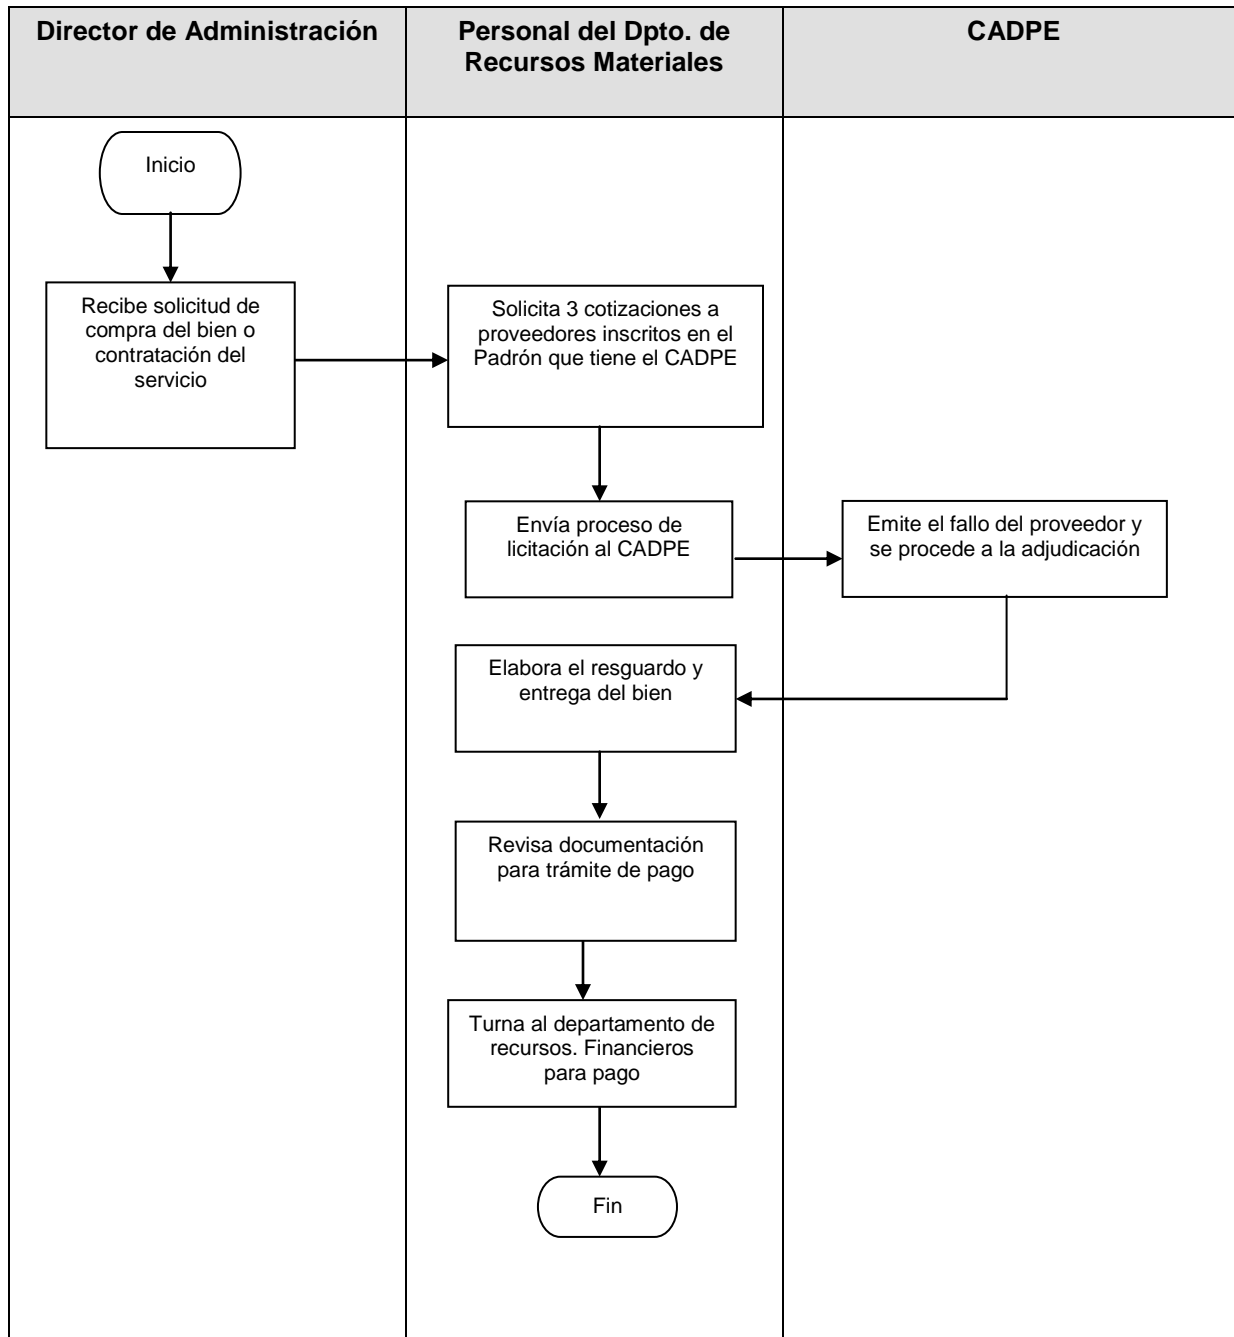 Director de Administración
Personal del Dpto. de
Recursos Materiales
CADPE
Inicio
Recibe solicitud de
compra del bien o
contratación del
servicio
Solicita 3 cotizaciones a
proveedores inscritos en el
Padrón que tiene el CADPE
Envía proceso de
licitación al CADPE
Emite el fallo del proveedor y
se procede a la adjudicación
Elabora el resguardo y
entrega del bien
Revisa documentación
para trámite de pago
Turna al departamento de
recursos. Financieros
para pago
Fin